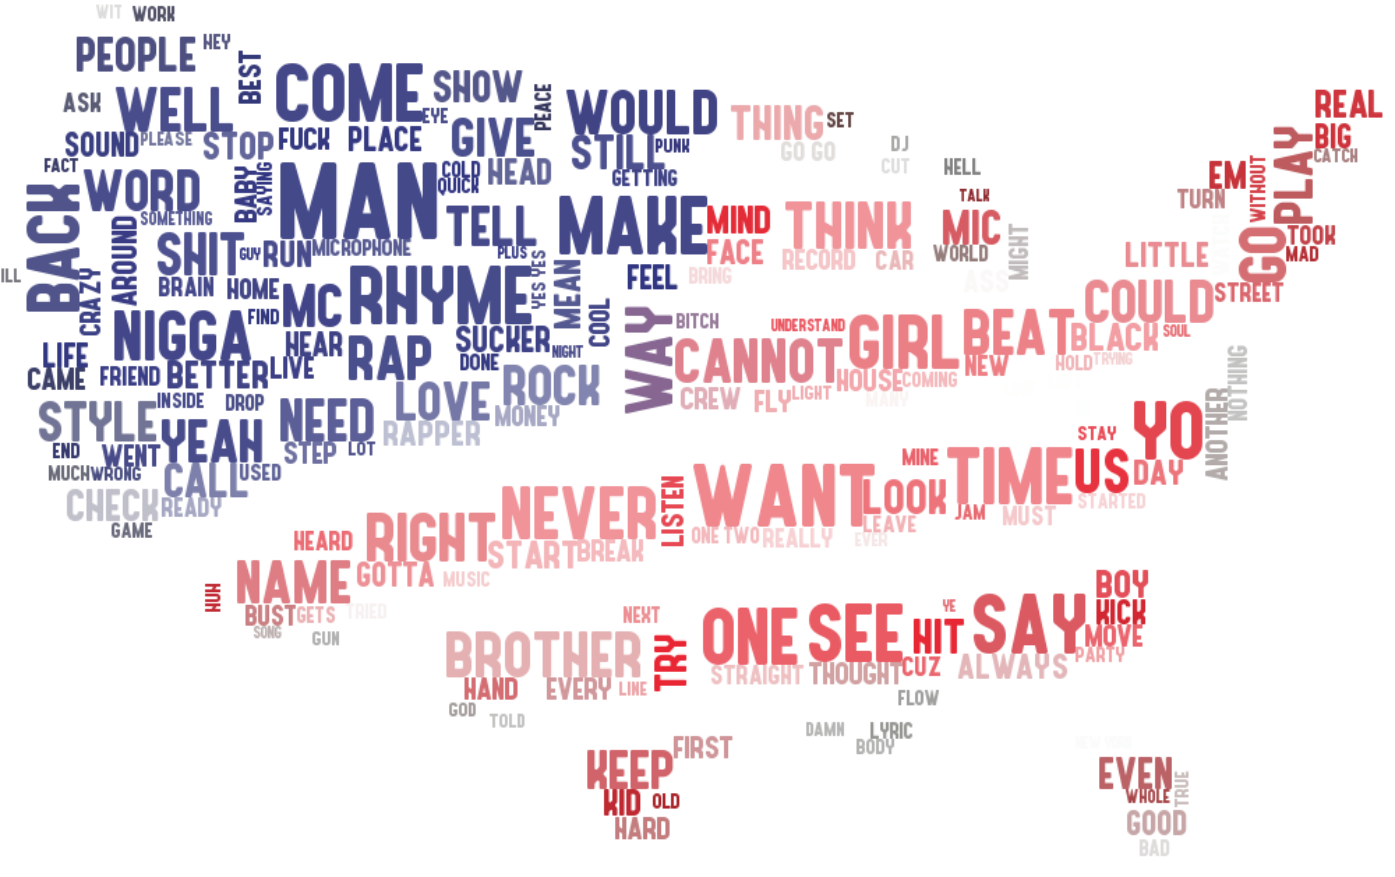 WIT WORK
PEOPLE HEY
BEST
COME SHOW
ASK WELL EYE PEACE WOULD THING SET REAL
SOUND PLEASE STOP FUCK PLACE GIVE STILL PUNK GO GO DJ BIG
FACT COLD HEAD GETTING CUT HELL CATCH
WORD BABY SAYING MAN QUICK EM WITHOUT PLAY
BACK SOMETHING TELL MAKE MIND THINK TALK MIC TURN
AROUND SHIT GUY RUN MICROPHONE PLUS FACE RECORD CAR WORLD MIGHT LITTLE GO TOOK MAD
ILL CRAZY BRAIN HOME MC RHYME YES YES MEAN FEEL BRING ASS COULD STREET
NIGGA FIND HEAR SUCKER COOL WAY BITCH UNDERSTAND GIRL BEAT BLACK SOUL
LIFE LIVE RAP DONE NIGHT CANNOT NEW HOLD TRYING
CAME FRIEND BETTER ROCK CREW FLY LIGHT HOUSE COMING NOTHING
STYLE INSIDE DROP NEED LOVE MONEY MANY YO ANOTHER
END WENT YEAH STEP LOT RAPPER STAY
MUCH WRONG CALL USED MINE TIME US DAY
CHECK READY NEVER LISTEN WANT LOOK STARTED
GAME RIGHT LEAVE JAM MUST
HEARD START BREAK ONE TWO REALLY EVER
HUH NAME GOTTA MUSIC BOY
BUST GETS TRIED NEXT ONE SEE YE SAY KICK
SONG GUN BROTHER TRY HIT MOVE
STRAIGHT THOUGHT CUZ ALWAYS PARTY
HAND EVERY LINE
GOD TOLD FLOW
DAMN LYRIC
FIRST BODY
KEEP EVEN TRUE
KID OLD WHOLE
HARD GOOD
BAD